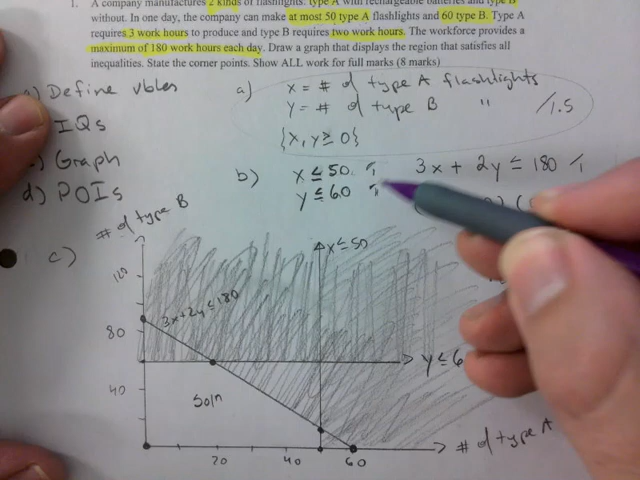 1. A company manufactures 2 kinds of flashlights: type A with rechargeable batteries and type B
without. In one day, the company can make at most 50 type A flashlights and 60 type B. Type A
requires 3 work hours to produce and type B requires two work hours. The workforce provides a
maximum of 180 work hours each day. Draw a graph that displays the region that satisfies all
inequalities. State the corner points. Show ALL work for full marks (8 marks)
a) Define vbles
IQs
c) Graph
d) POIs
a) x = # of type A flashlights
y = # of type B " /1.5
{x, y ≥ 0}
b) x ≤ 50 3x + 2y ≤ 180
y ≤ 60
c)
# of type B
x ≤ 50
120
3x+2y ≤ 180
80
y ≤ 6
40
Soln
20 40 60
# of type A